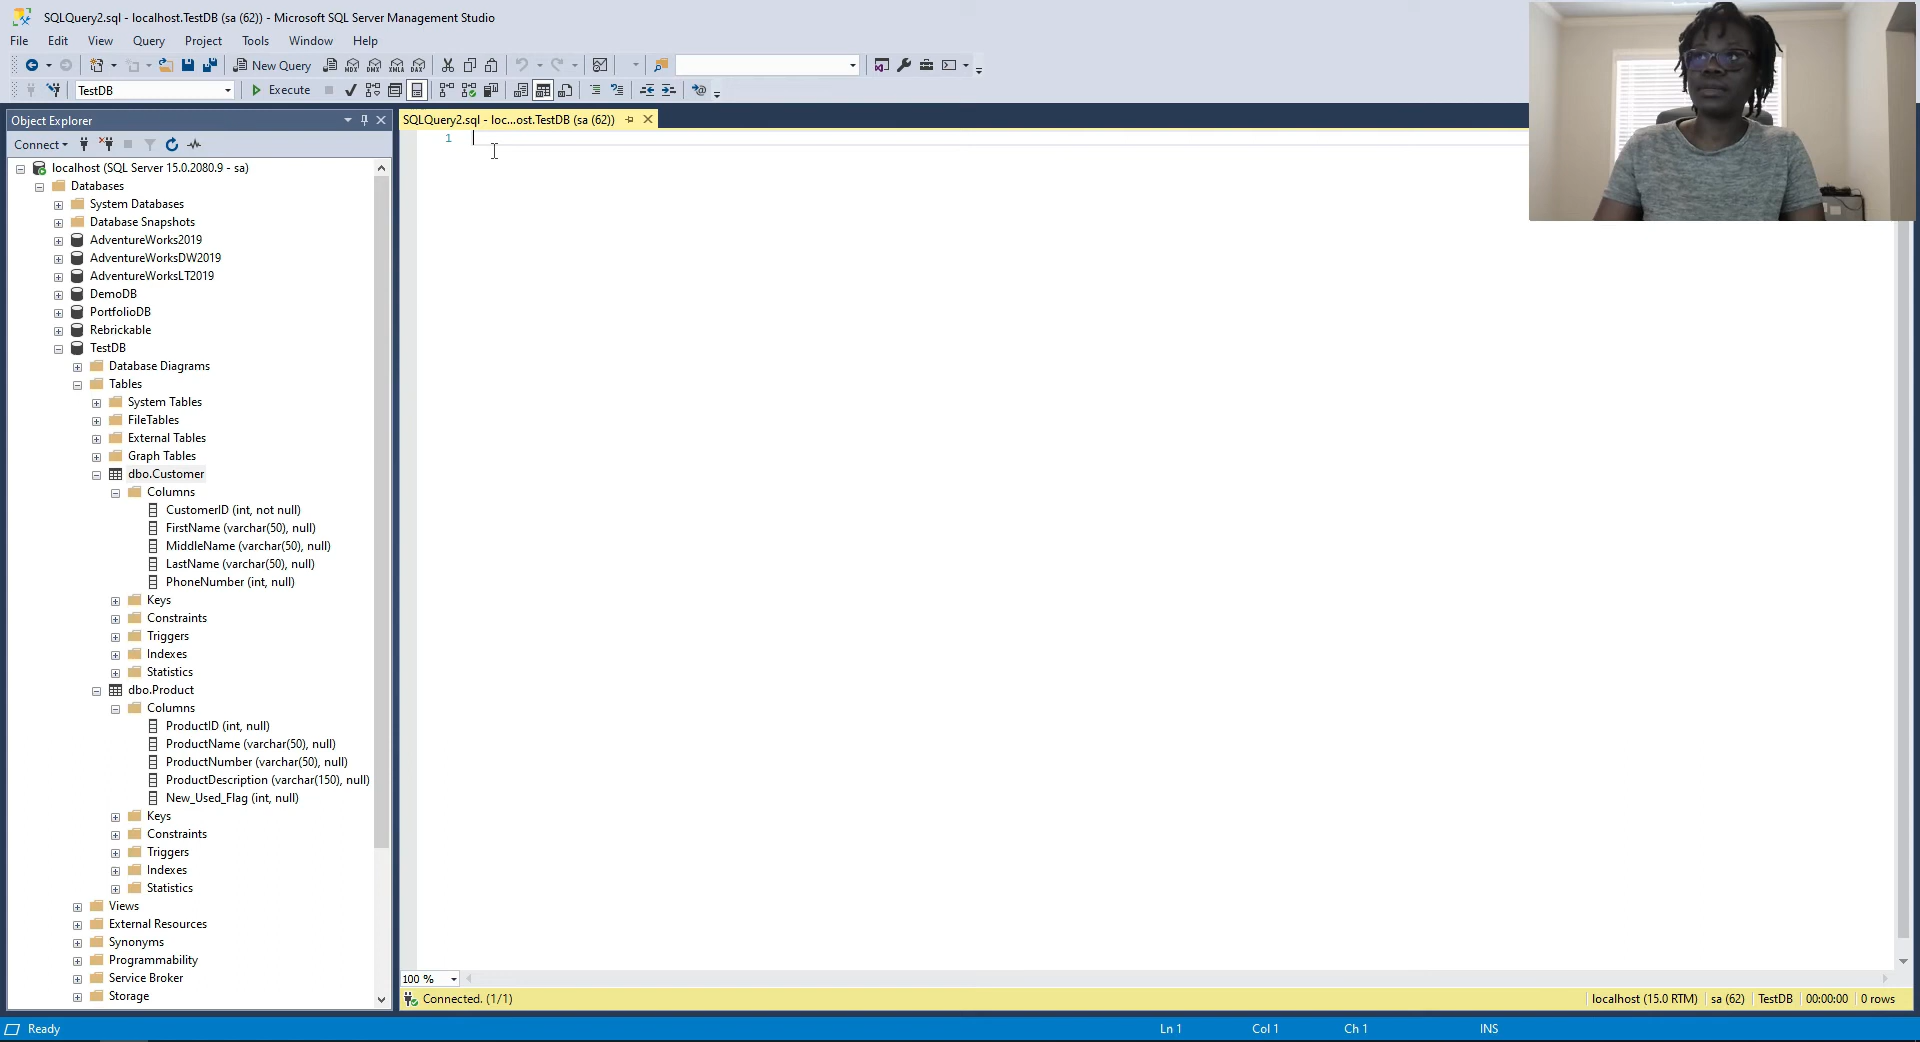 SQLQuery2.sql - localhost.TestDB (sa (62)) - Microsoft SQL Server Management Studio
File Edit View Query Project Tools Window Help
New Query
TestDB Execute
Object Explorer
SQLQuery2.sql - loc...ost.TestDB (sa (62))
Connect
1
localhost (SQL Server 15.0.2080.9 - sa)
Databases
System Databases
Database Snapshots
AdventureWorks2019
AdventureWorksDW2019
AdventureWorksLT2019
DemoDB
PortfolioDB
Rebrickable
TestDB
Database Diagrams
Tables
System Tables
FileTables
External Tables
Graph Tables
dbo.Customer
Columns
CustomerID (int, not null)
FirstName (varchar(50), null)
MiddleName (varchar(50), null)
LastName (varchar(50), null)
PhoneNumber (int, null)
Keys
Constraints
Triggers
Indexes
Statistics
dbo.Product
Columns
ProductID (int, null)
ProductName (varchar(50), null)
ProductNumber (varchar(50), null)
ProductDescription (varchar(150), null)
New_Used_Flag (int, null)
Keys
Constraints
Triggers
Indexes
Statistics
Views
External Resources
Synonyms
Programmability
Service Broker
Storage
100 %
Connected. (1/1)
localhost (15.0 RTM) sa (62) TestDB 00:00:00 0 rows
Ready
Ln 1 Col 1 Ch 1 INS